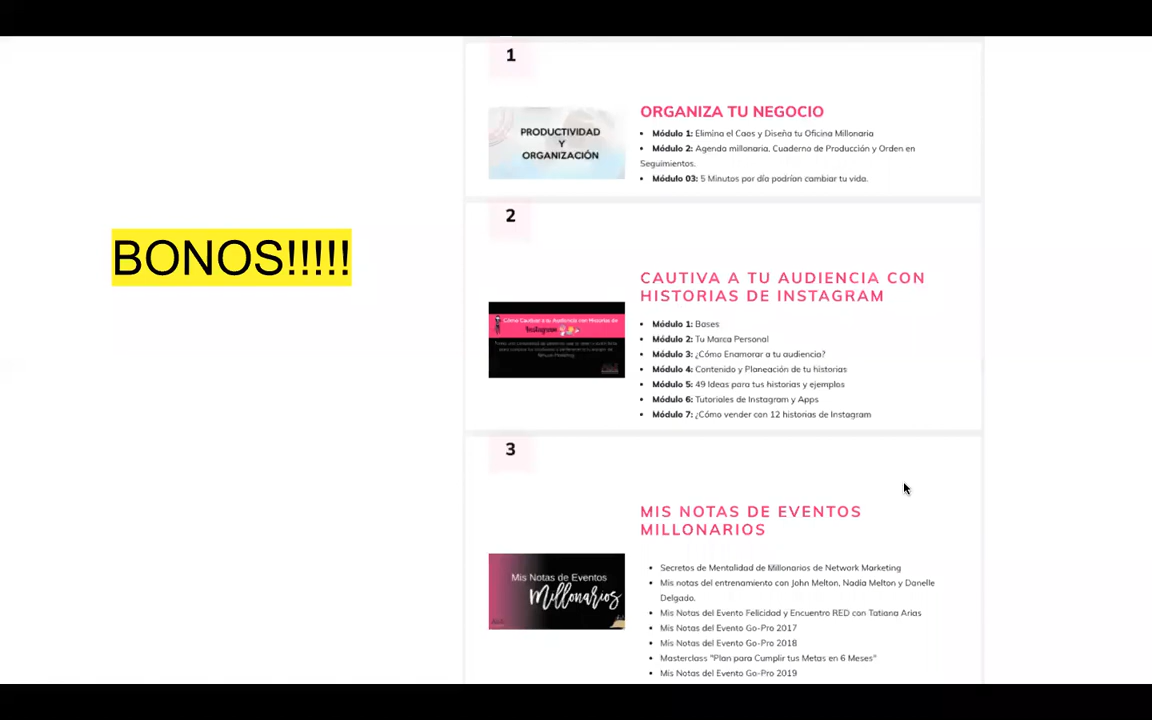 BONOS!!!!!
1
PRODUCTIVIDAD
Y
ORGANIZACIÓN
ORGANIZA TU NEGOCIO
Módulo 1: Elimina el Caos y Diseña tu Oficina Millonaria
Módulo 2: Agenda millonaria, Cuaderno de Producción y Orden en
Seguimientos.
Módulo 03: 5 Minutos por día podrían cambiar tu vida.
2
Cómo Cautivar a tu Audiencia con Historias de
Instagram
CAUTIVA A TU AUDIENCIA CON
HISTORIAS DE INSTAGRAM
Módulo 1: Bases
Módulo 2: Tu Marca Personal
Módulo 3: ¿Cómo Enamorar a tu audiencia?
Módulo 4: Contenido y Planeación de tu historias
Módulo 5: 49 Ideas para tus historias y ejemplos
Módulo 6: Tutoriales de Instagram y Apps
Módulo 7: ¿Cómo vender con 12 historias de Instagram
3
Mis Notas de Eventos
Millonarios
MIS NOTAS DE EVENTOS
MILLONARIOS
Secretos de Mentalidad de Millonarios de Network Marketing
Mis notas del entrenamiento con John Melton, Nadia Melton y Danelle
Delgado.
Mis Notas del Evento Felicidad y Encuentro RED con Tatiana Arias
Mis Notas del Evento Go-Pro 2017
Mis Notas del Evento Go-Pro 2018
Masterclass "Plan para Cumplir tus Metas en 6 Meses"
Mis Notas del Evento Go-Pro 2019